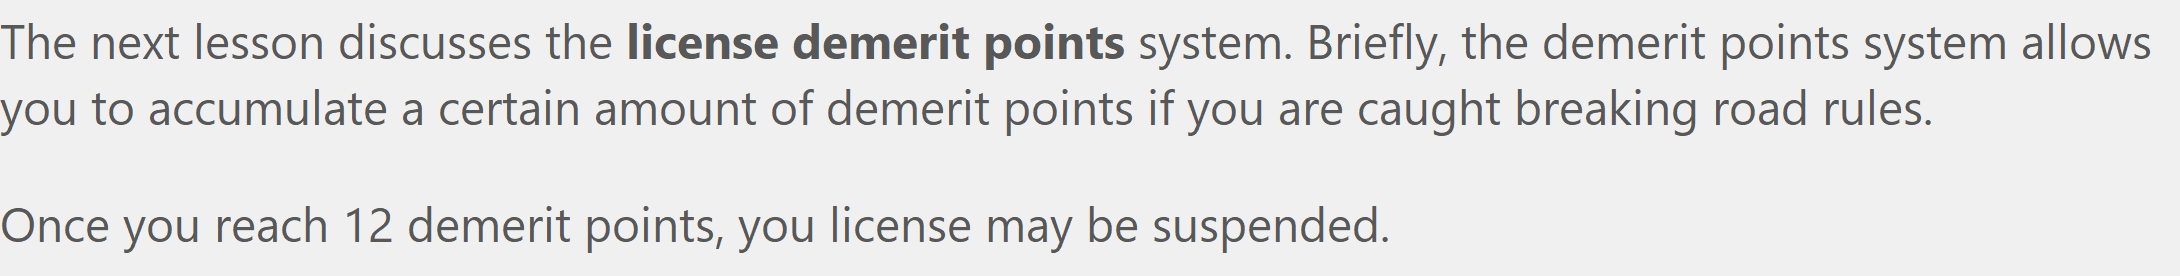 The next lesson discusses the license demerit points system. Briefly, the demerit points system allows
you to accumulate a certain amount of demerit points if you are caught breaking road rules.
Once you reach 12 demerit points, you license may be suspended.